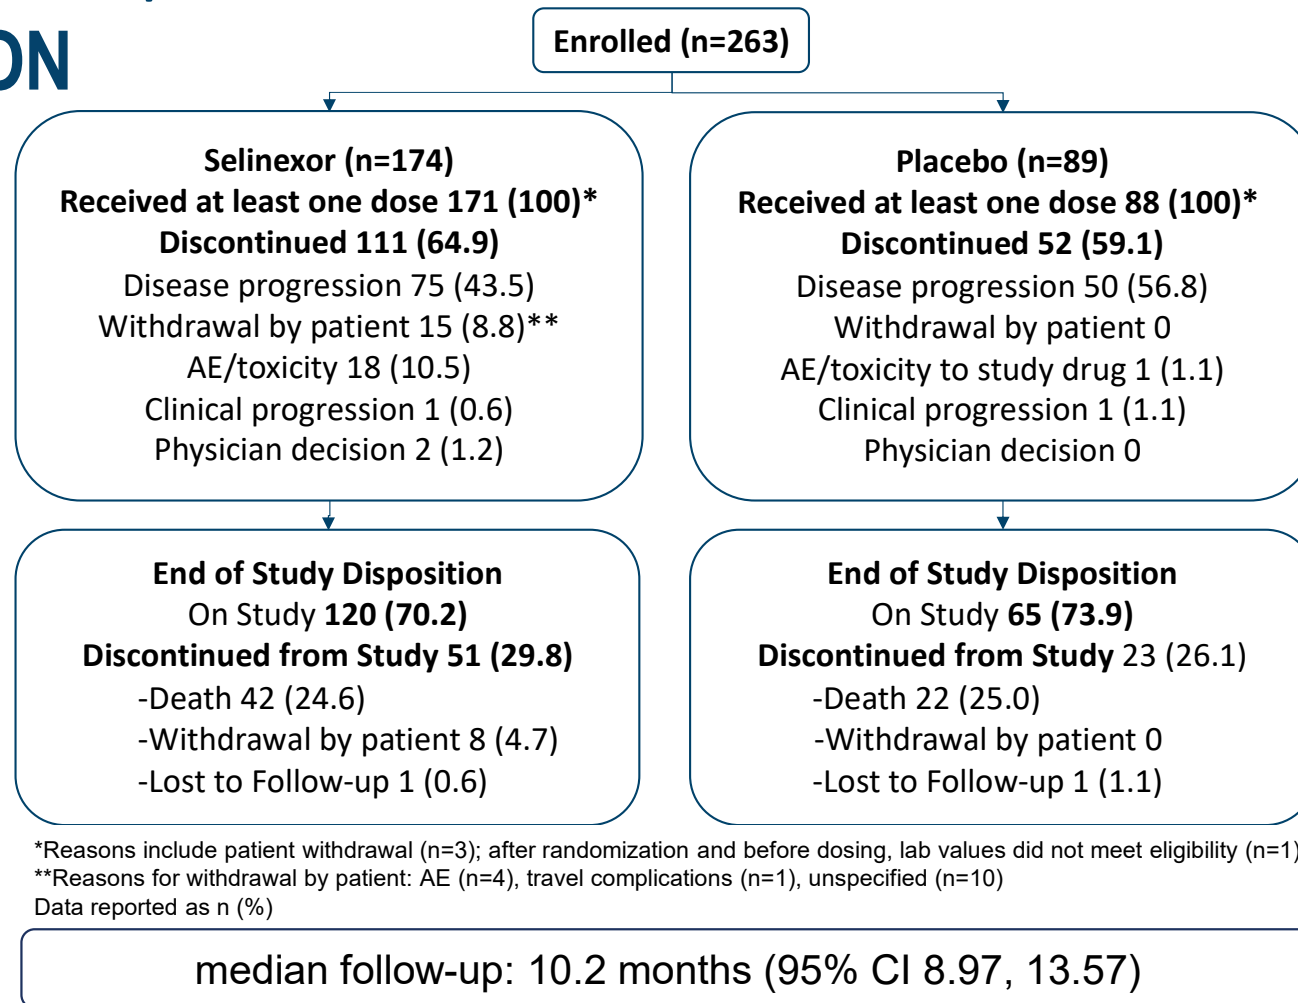 ON
Enrolled (n=263)
Selinexor (n=174)
Received at least one dose 171 (100)*
Discontinued 111 (64.9)
Disease progression 75 (43.5)
Withdrawal by patient 15 (8.8)**
AE/toxicity 18 (10.5)
Clinical progression 1 (0.6)
Physician decision 2 (1.2)
Placebo (n=89)
Received at least one dose 88 (100)*
Discontinued 52 (59.1)
Disease progression 50 (56.8)
Withdrawal by patient 0
AE/toxicity to study drug 1 (1.1)
Clinical progression 1 (1.1)
Physician decision 0
End of Study Disposition
On Study 120 (70.2)
Discontinued from Study 51 (29.8)
-Death 42 (24.6)
-Withdrawal by patient 8 (4.7)
-Lost to Follow-up 1 (0.6)
End of Study Disposition
On Study 65 (73.9)
Discontinued from Study 23 (26.1)
-Death 22 (25.0)
-Withdrawal by patient 0
-Lost to Follow-up 1 (1.1)
*Reasons include patient withdrawal (n=3); after randomization and before dosing, lab values did not meet eligibility (n=1)
**Reasons for withdrawal by patient: AE (n=4), travel complications (n=1), unspecified (n=10)
Data reported as n (%)
median follow-up: 10.2 months (95% CI 8.97, 13.57)